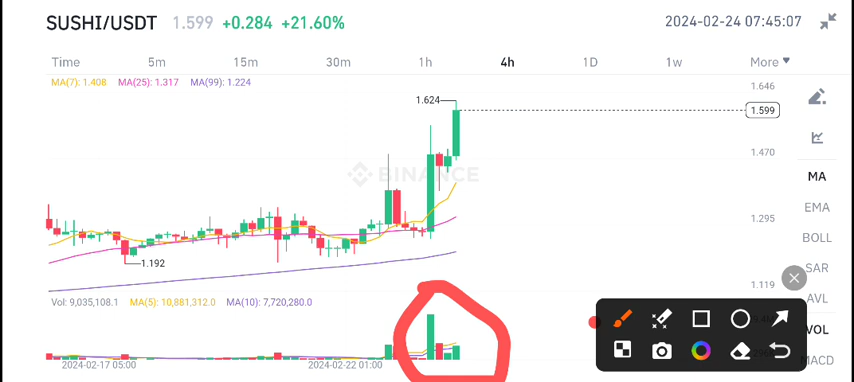 SUSHI/USDT 1.599 +0.284 +21.60% 2024-02-24 07:45:07
Time 5m 15m 30m 1h 4h 1D 1w More
MA(7): 1.408 MA(25): 1.317 MA(99): 1.224
1.646
1.624
1.599
1.470
BINANCE
MA
EMA
1.295
BOLL
1.192
SAR
1.119
AVL
Vol: 9,035,108.1 MA(5): 10,881,312.0 MA(10): 7,720,280.0
VOL
MACD
2024-02-17 05:00 2024-02-22 01:00